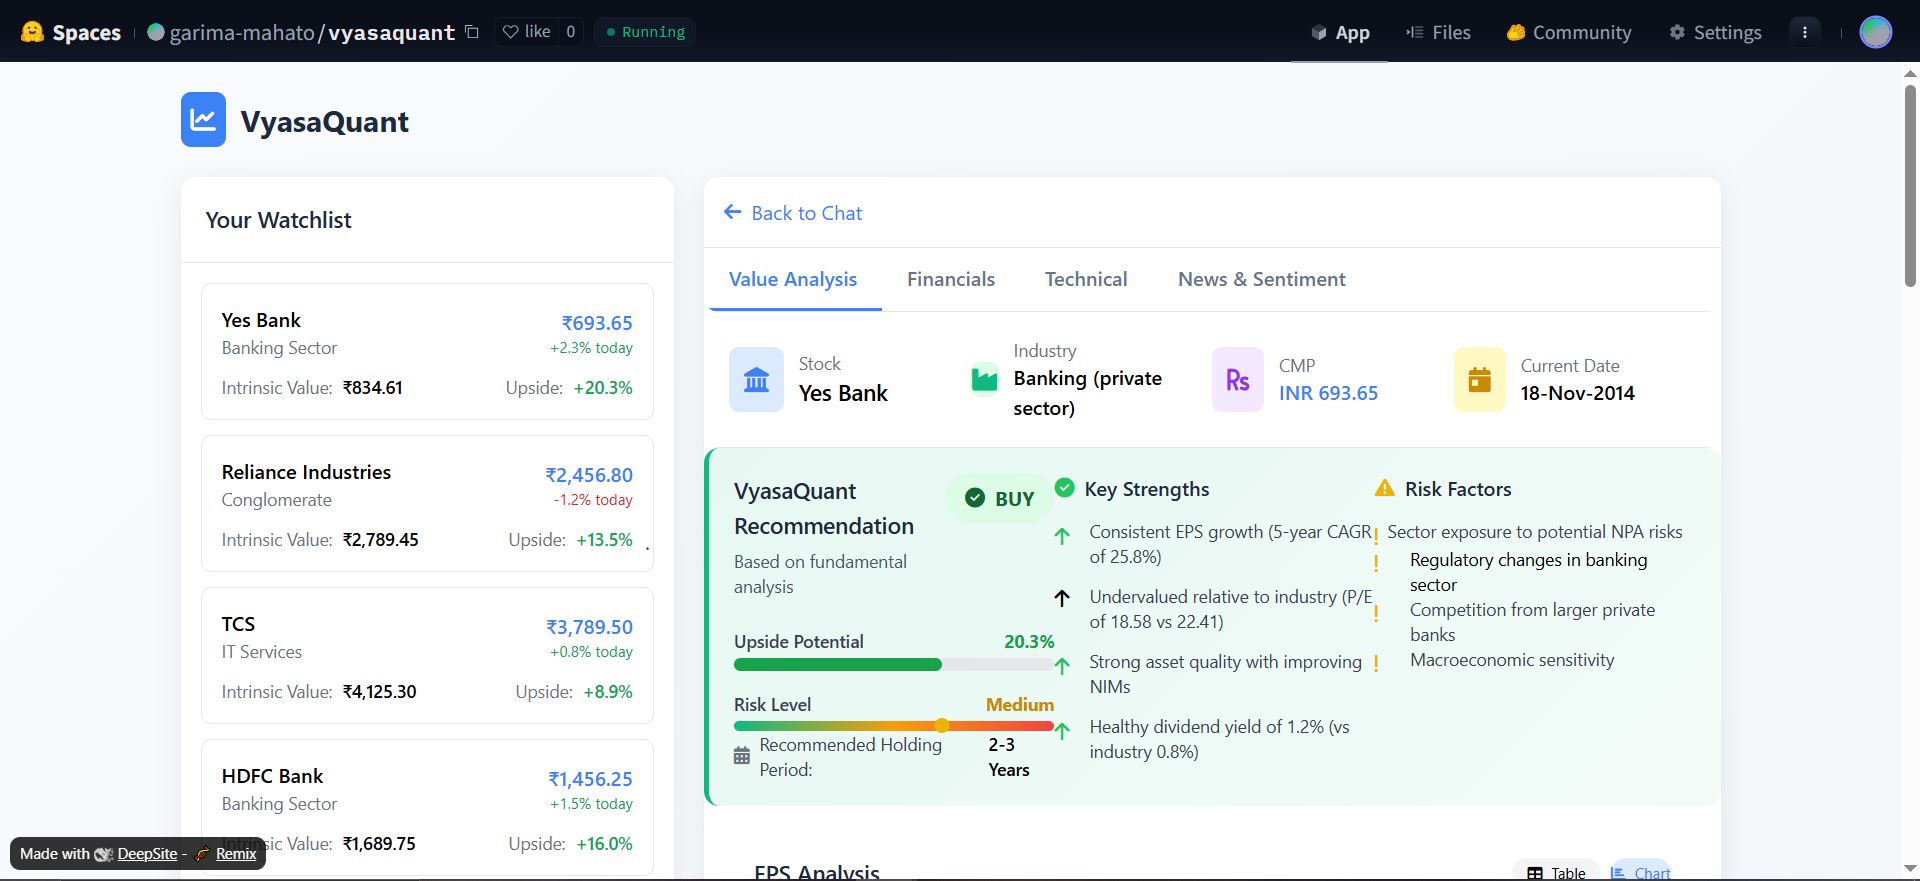 Spaces garima-mahato/vyasaquant like 0 Running App Files Community Settings
VyasaQuant
Your Watchlist
Yes Bank ₹693.65
Banking Sector +2.3% today
Intrinsic Value: ₹834.61 Upside: +20.3%
Reliance Industries ₹2,456.80
Conglomerate -1.2% today
Intrinsic Value: ₹2,789.45 Upside: +13.5%
TCS ₹3,789.50
IT Services +0.8% today
Intrinsic Value: ₹4,125.30 Upside: +8.9%
HDFC Bank ₹1,456.25
Banking Sector +1.5% today
Intrinsic Value: ₹1,689.75 Upside: +16.0%
Made with DeepSite - Remix
Back to Chat
Value Analysis Financials Technical News & Sentiment
Stock
Yes Bank
Industry
Banking (private
sector)
Rs
CMP
INR 693.65
Current Date
18-Nov-2014
VyasaQuant
Recommendation
BUY
Based on fundamental
analysis
Upside Potential 20.3%
Risk Level Medium
Recommended Holding
Period:
2-3
Years
Key Strengths
Consistent EPS growth (5-year CAGR
of 25.8%)
Undervalued relative to industry (P/E
of 18.58 vs 22.41)
Strong asset quality with improving
NIMs
Healthy dividend yield of 1.2% (vs
industry 0.8%)
Risk Factors
! Sector exposure to potential NPA risks
! Regulatory changes in banking
sector
! Competition from larger private
banks
! Macroeconomic sensitivity
EPS Analysis Table Chart